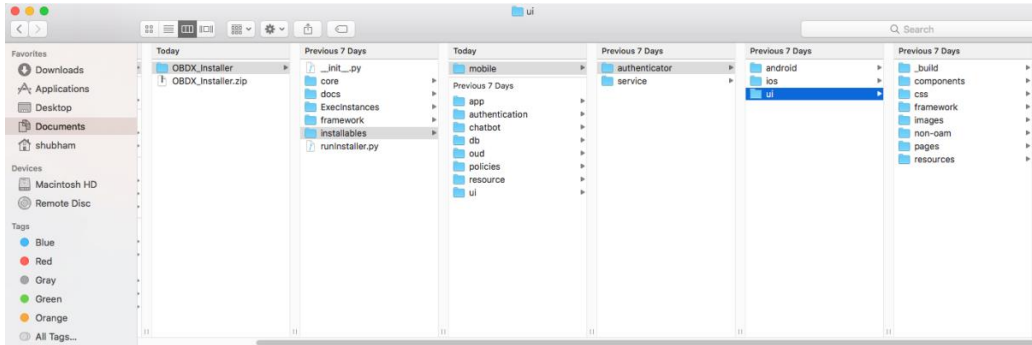 ui
Search
Favorites
Downloads
Applications
Desktop
Documents
shubham
Devices
Macintosh HD
Remote Disc
Tags
Blue
Red
Gray
Green
Orange
All Tags...
Today
OBDX_Installer
OBDX_Installer.zip
Previous 7 Days
__init__.py
core
docs
ExecInstances
framework
installables
runInstaller.py
Today
mobile
Previous 7 Days
app
authentication
chatbot
db
oud
policies
resource
ui
Previous 7 Days
authenticator
service
Previous 7 Days
android
ios
ui
Previous 7 Days
_build
components
css
framework
images
non-oam
pages
resources